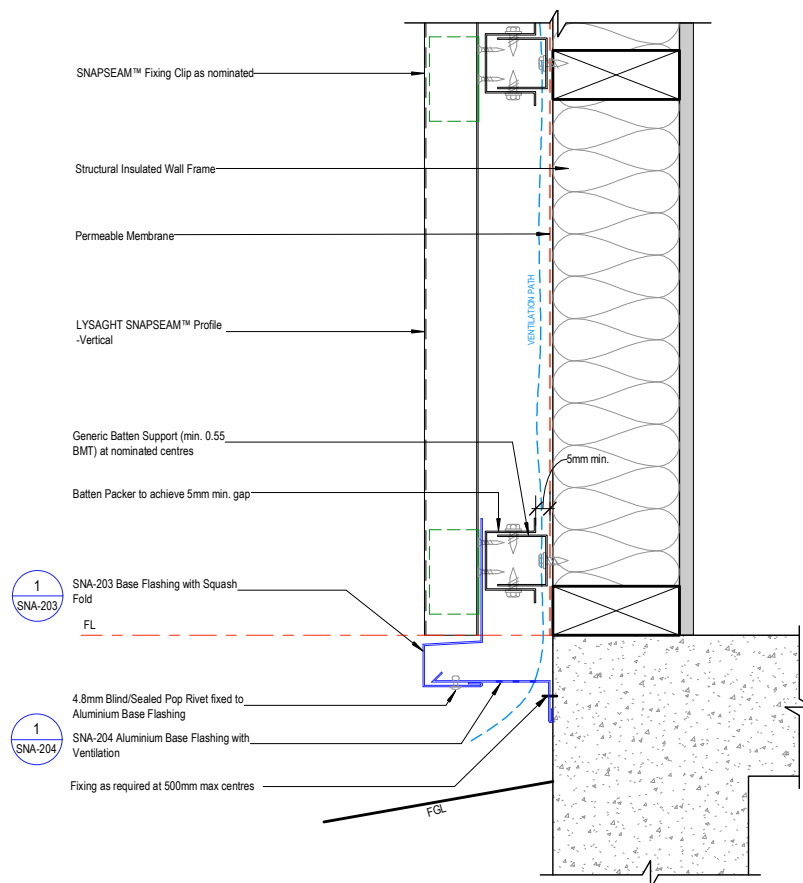 SNAPSEAM™ Fixing Clip as nominated
Structural Insulated Wall Frame
Permeable Membrane
VENTILATION PATH
LYSAGHT SNAPSEAM™ Profile
-Vertical
Generic Batten Support (min. 0.55
BMT) at nominated centres
5mm min.
Batten Packer to achieve 5mm min. gap
1
SNA-203
SNA-203 Base Flashing with Squash
Fold
FL
4.8mm Blind/Sealed Pop Rivet fixed to
Aluminium Base Flashing
1
SNA-204
SNA-204 Aluminium Base Flashing with
Ventilation
Fixing as required at 500mm max centres
FGL